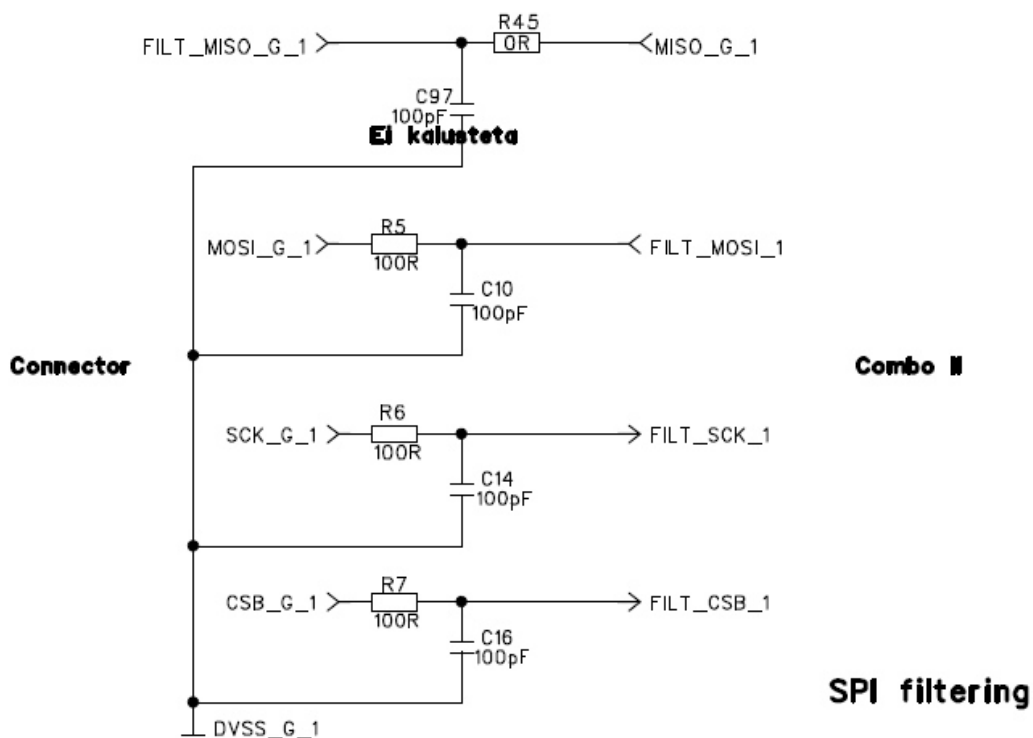 R45
FILT_MISO_G_1
0R
MISO_G_1
C97
100pF
Ei kalusteta
R5
MOSI_G_1
100R
FILT_MOSI_1
C10
100pF
Connector
Combo N
R6
SCK_G_1
100R
FILT_SCK_1
C14
100pF
R7
CSB_G_1
100R
FILT_CSB_1
C16
100pF
SPI filtering
DVSS_G_1